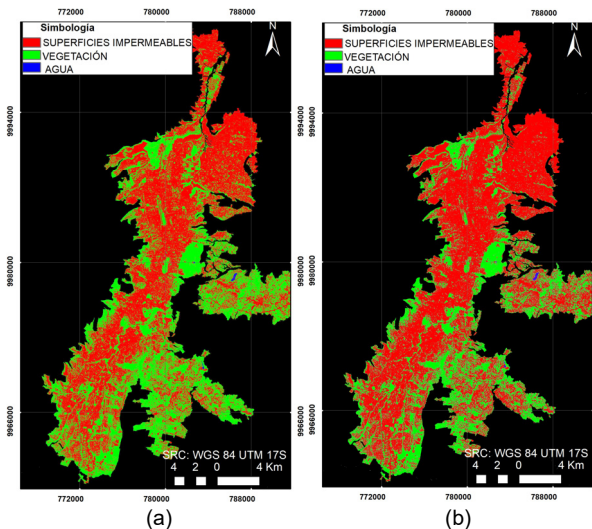 772000 780000 788000
Simbología
SUPERFICIES IMPERMEABLES
VEGETACIÓN
AGUA
N
9994000
9980000
9966000
SRC: WGS 84 UTM 17S
4 2 0 4 Km
772000 780000 788000
(a)
772000 780000 788000
Simbología
SUPERFICIES IMPERMEABLES
VEGETACIÓN
AGUA
N
9994000
9980000
9966000
SRC: WGS 84 UTM 17S
4 2 0 4 Km
772000 780000 788000
(b)